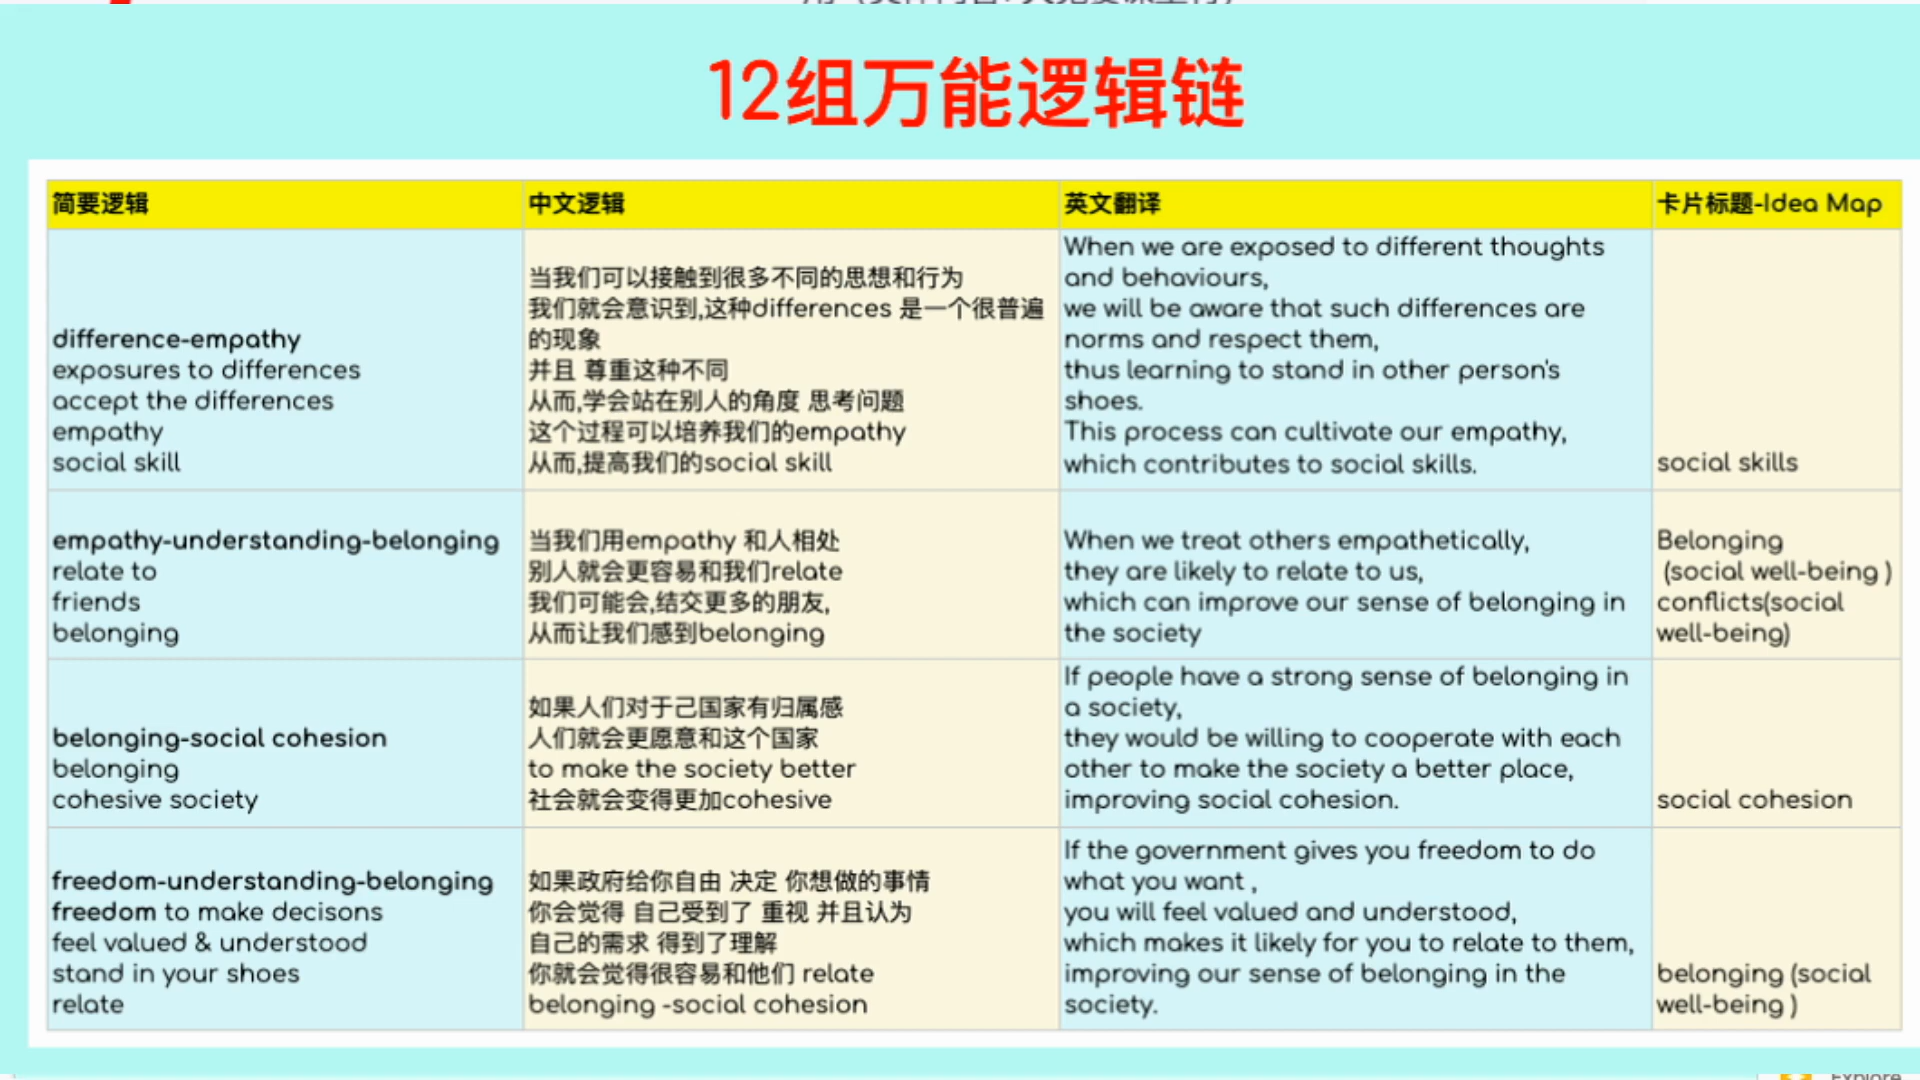 12组万能逻辑链
简要逻辑
中文逻辑
英文翻译
卡片标题-Idea Map
difference-empathy
exposures to differences
accept the differences
empathy
social skill
当我们可以接触到很多不同的思想和行为
我们就会意识到,这种differences 是一个很普遍
的现象
并且 尊重这种不同
从而,学会站在别人的角度 思考问题
这个过程可以培养我们的empathy
从而,提高我们的social skill
When we are exposed to different thoughts
and behaviours,
we will be aware that such differences are
norms and respect them,
thus learning to stand in other person's
shoes.
This process can cultivate our empathy,
which contributes to social skills.
social skills
empathy-understanding-belonging
relate to
friends
belonging
当我们用empathy 和人相处
别人就会更容易和我们relate
我们可能会,结交更多的朋友,
从而让我们感到belonging
When we treat others empathetically,
they are likely to relate to us,
which can improve our sense of belonging in
the society
Belonging
(social well-being )
conflicts(social
well-being)
belonging-social cohesion
belonging
cohesive society
如果人们对于己国家有归属感
人们就会更愿意和这个国家
to make the society better
社会就会变得更加cohesive
If people have a strong sense of belonging in
a society,
they would be willing to cooperate with each
other to make the society a better place,
improving social cohesion.
social cohesion
freedom-understanding-belonging
freedom to make decisons
feel valued & understood
stand in your shoes
relate
如果政府给你自由 决定 你想做的事情
你会觉得 自己受到了 重视 并且认为
自己的需求 得到了理解
你就会觉得很容易和他们 relate
belonging -social cohesion
If the government gives you freedom to do
what you want ,
you will feel valued and understood,
which makes it likely for you to relate to them,
improving our sense of belonging in the
society.
belonging (social
well-being )
Explore